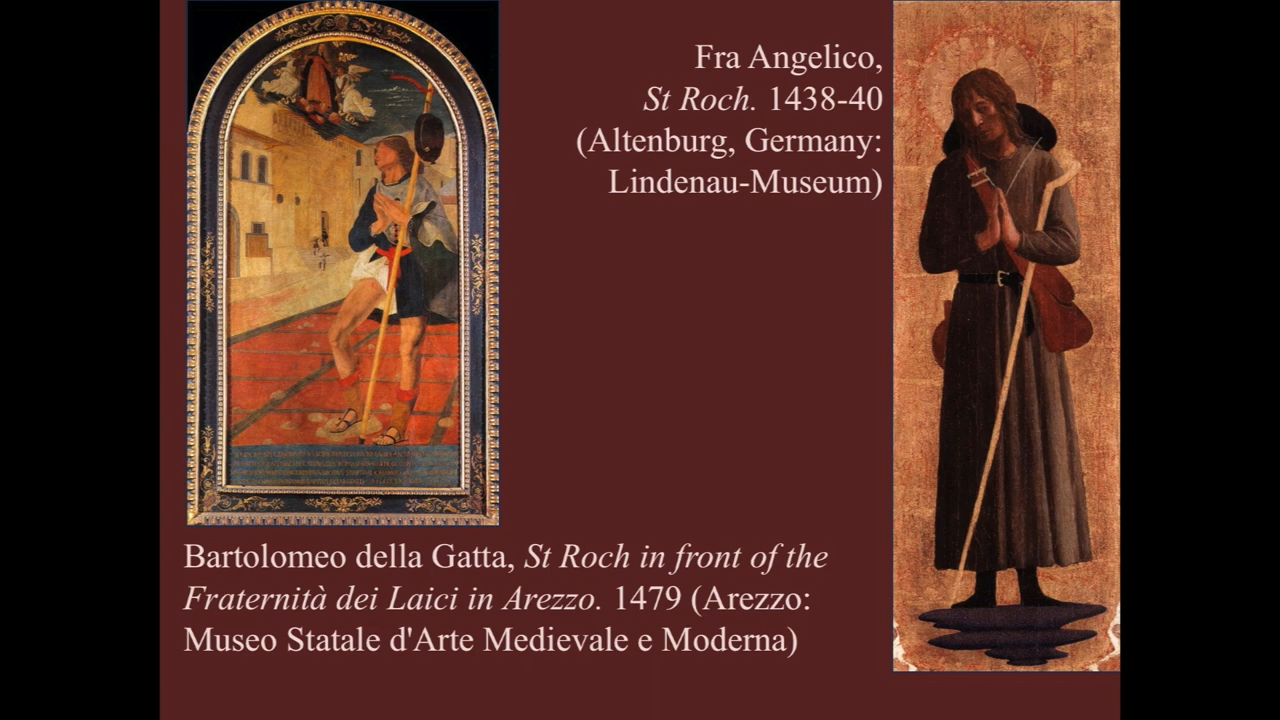 Fra Angelico,
St Roch. 1438-40
(Altenburg, Germany:
Lindenau-Museum)
Bartolomeo della Gatta, St Roch in front of the
Fraternità dei Laici in Arezzo. 1479 (Arezzo:
Museo Statale d'Arte Medievale e Moderna)